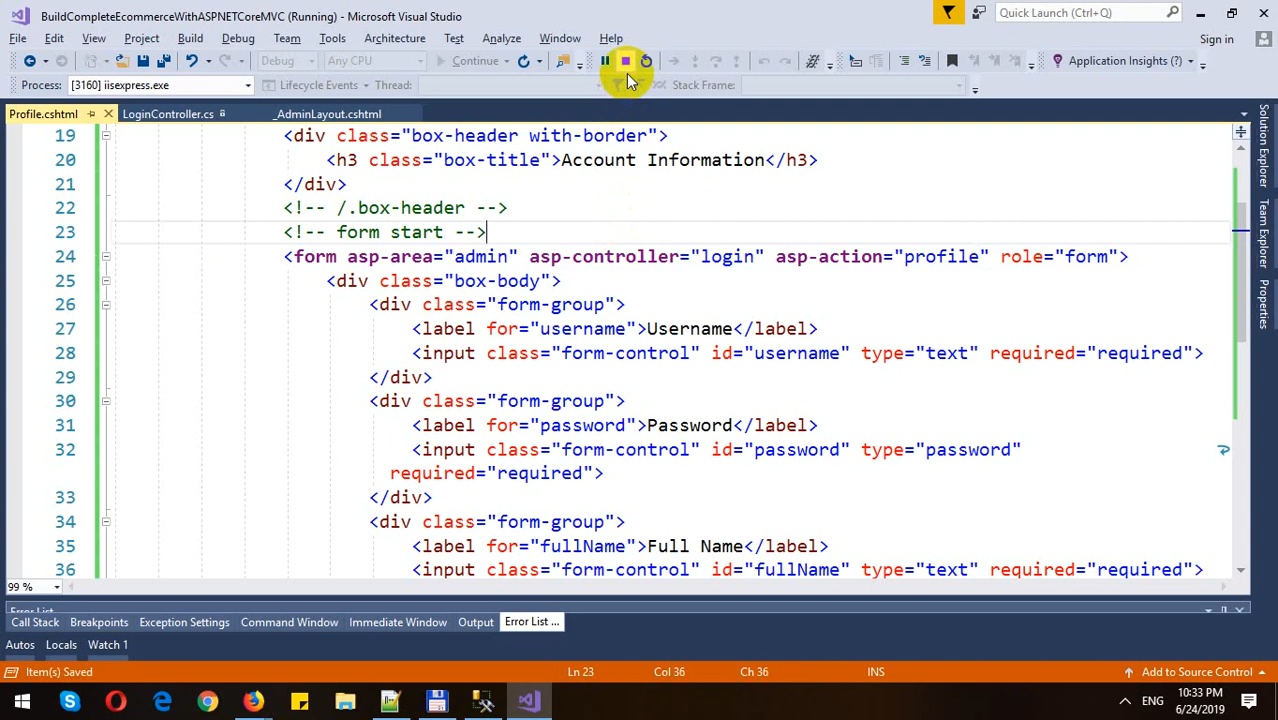 BuildCompleteEcommerceWithASPNETCoreMVC (Running) - Microsoft Visual Studio
Quick Launch (Ctrl+Q)
File Edit View Project Build Debug Team Tools Architecture Test Analyze Window Help
Sign in
Debug Any CPU Continue Application Insights
Process: [3160] iisexpress.exe Lifecycle Events Thread: Stack Frame:
Profile.cshtml LoginController.cs _AdminLayout.cshtml
19 <div class="box-header with-border">
20 <h3 class="box-title">Account Information</h3>
21 </div>
22 <!-- /.box-header -->
23 <!-- form start -->
24 <form asp-area="admin" asp-controller="login" asp-action="profile" role="form">
25 <div class="box-body">
26 <div class="form-group">
27 <label for="username">Username</label>
28 <input class="form-control" id="username" type="text" required="required">
29 </div>
30 <div class="form-group">
31 <label for="password">Password</label>
32 <input class="form-control" id="password" type="password"
required="required">
33 </div>
34 <div class="form-group">
35 <label for="fullName">Full Name</label>
36 <input class="form-control" id="fullName" type="text" required="required">
99 %
Error List
Call Stack Breakpoints Exception Settings Command Window Immediate Window Output Error List ...
Autos Locals Watch 1
Item(s) Saved Ln 23 Col 36 Ch 36 INS Add to Source Control
ENG
10:33 PM
6/24/2019
Solution Explorer
Team Explorer
Properties